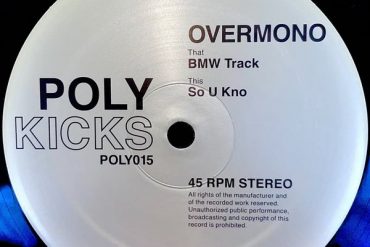 OVERMONO
That
BMW Track
This
So U Kno
POLY
KICKS
POLY015
45 RPM STEREO
All rights of the manufacturer and
of the recorded work reserved.
Unauthorized public performance,
broadcasting and copyright of this
record is prohibited.